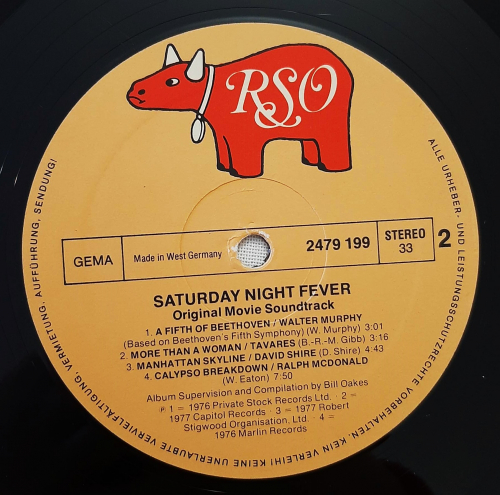 RSO
GEMA
Made in West Germany
2479 199
STEREO
33
2
SATURDAY NIGHT FEVER
Original Movie Soundtrack
1. A FIFTH OF BEETHOVEN / WALTER MURPHY
(Based on Beethoven's Fifth Symphony) (W. Murphy) 3:01
2. MORE THAN A WOMAN / TAVARES (B.-R.-M. Gibb) 3:16
3. MANHATTAN SKYLINE / DAVID SHIRE (D. Shire) 4:43
4. CALYPSO BREAKDOWN / RALPH MCDONALD
(W. Eaton) 7:50
Album Supervision and Compilation by Bill Oakes
℗ 1 = 1976 Private Stock Records Ltd. · 2 =
1977 Capitol Records · 3 = 1977 Robert
Stigwood Organisation, Ltd. · 4 =
1976 Marlin Records
ALLE URHEBER- UND LEISTUNGSSCHUTZRECHTE VORBEHALTEN. KEIN VERLEIH! KEINE UNERLAUBTE VERVIELFÄLTIGUNG, VERMIETUNG, AUFFÜHRUNG, SENDUNG!